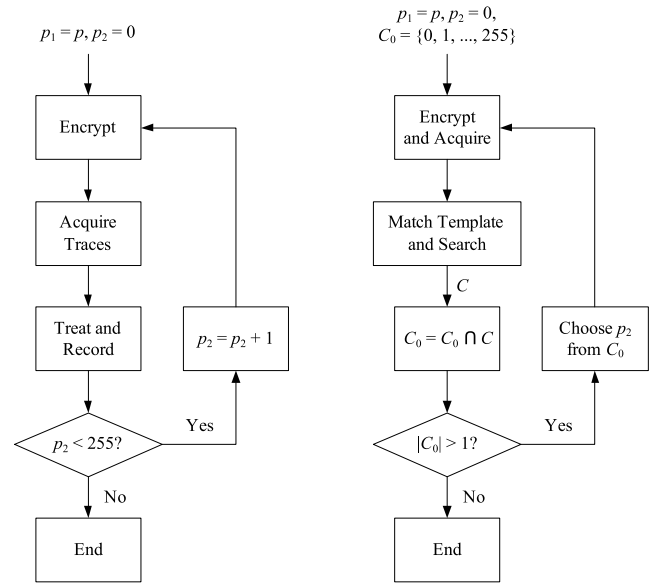 p₁ = p, p₂ = 0
Encrypt
Acquire
Traces
Treat and
Record
p₂ = p₂ + 1
p₂ < 255?
Yes
No
End
p₁ = p, p₂ = 0,
C₀ = {0, 1, ..., 255}
Encrypt
and Acquire
Match Template
and Search
C
C₀ = C₀ ∩ C
Choose p₂
from C₀
|C₀| > 1?
Yes
No
End